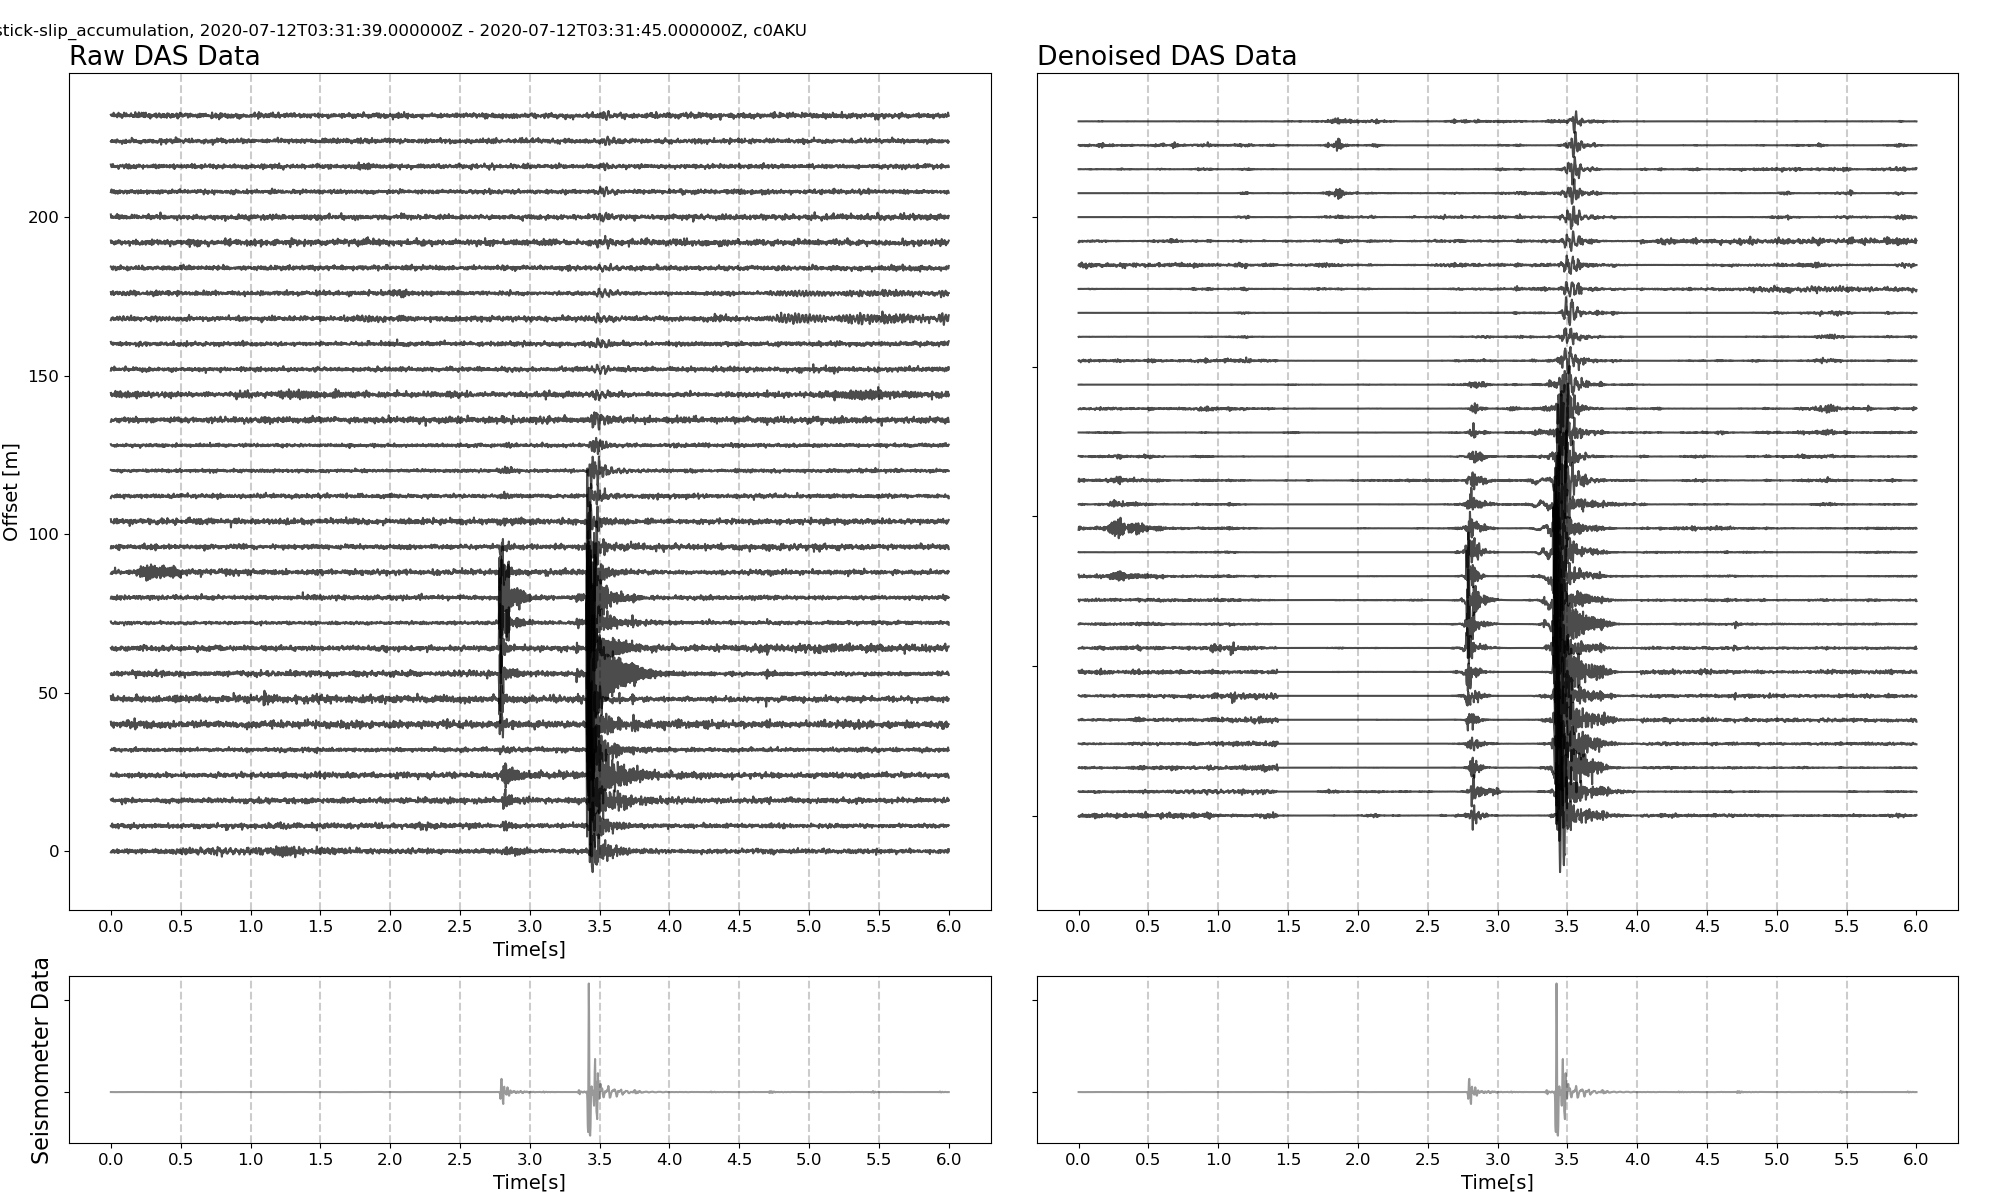 stick-slip_accumulation, 2020-07-12T03:31:39.000000Z - 2020-07-12T03:31:45.000000Z, c0AKU
Raw DAS Data
Denoised DAS Data
Offset [m]
200
150
100
50
0
0.0 0.5 1.0 1.5 2.0 2.5 3.0 3.5 4.0 4.5 5.0 5.5 6.0
Time[s]
0.0 0.5 1.0 1.5 2.0 2.5 3.0 3.5 4.0 4.5 5.0 5.5 6.0
Seismometer Data
0.0 0.5 1.0 1.5 2.0 2.5 3.0 3.5 4.0 4.5 5.0 5.5 6.0
Time[s]
0.0 0.5 1.0 1.5 2.0 2.5 3.0 3.5 4.0 4.5 5.0 5.5 6.0
Time[s]